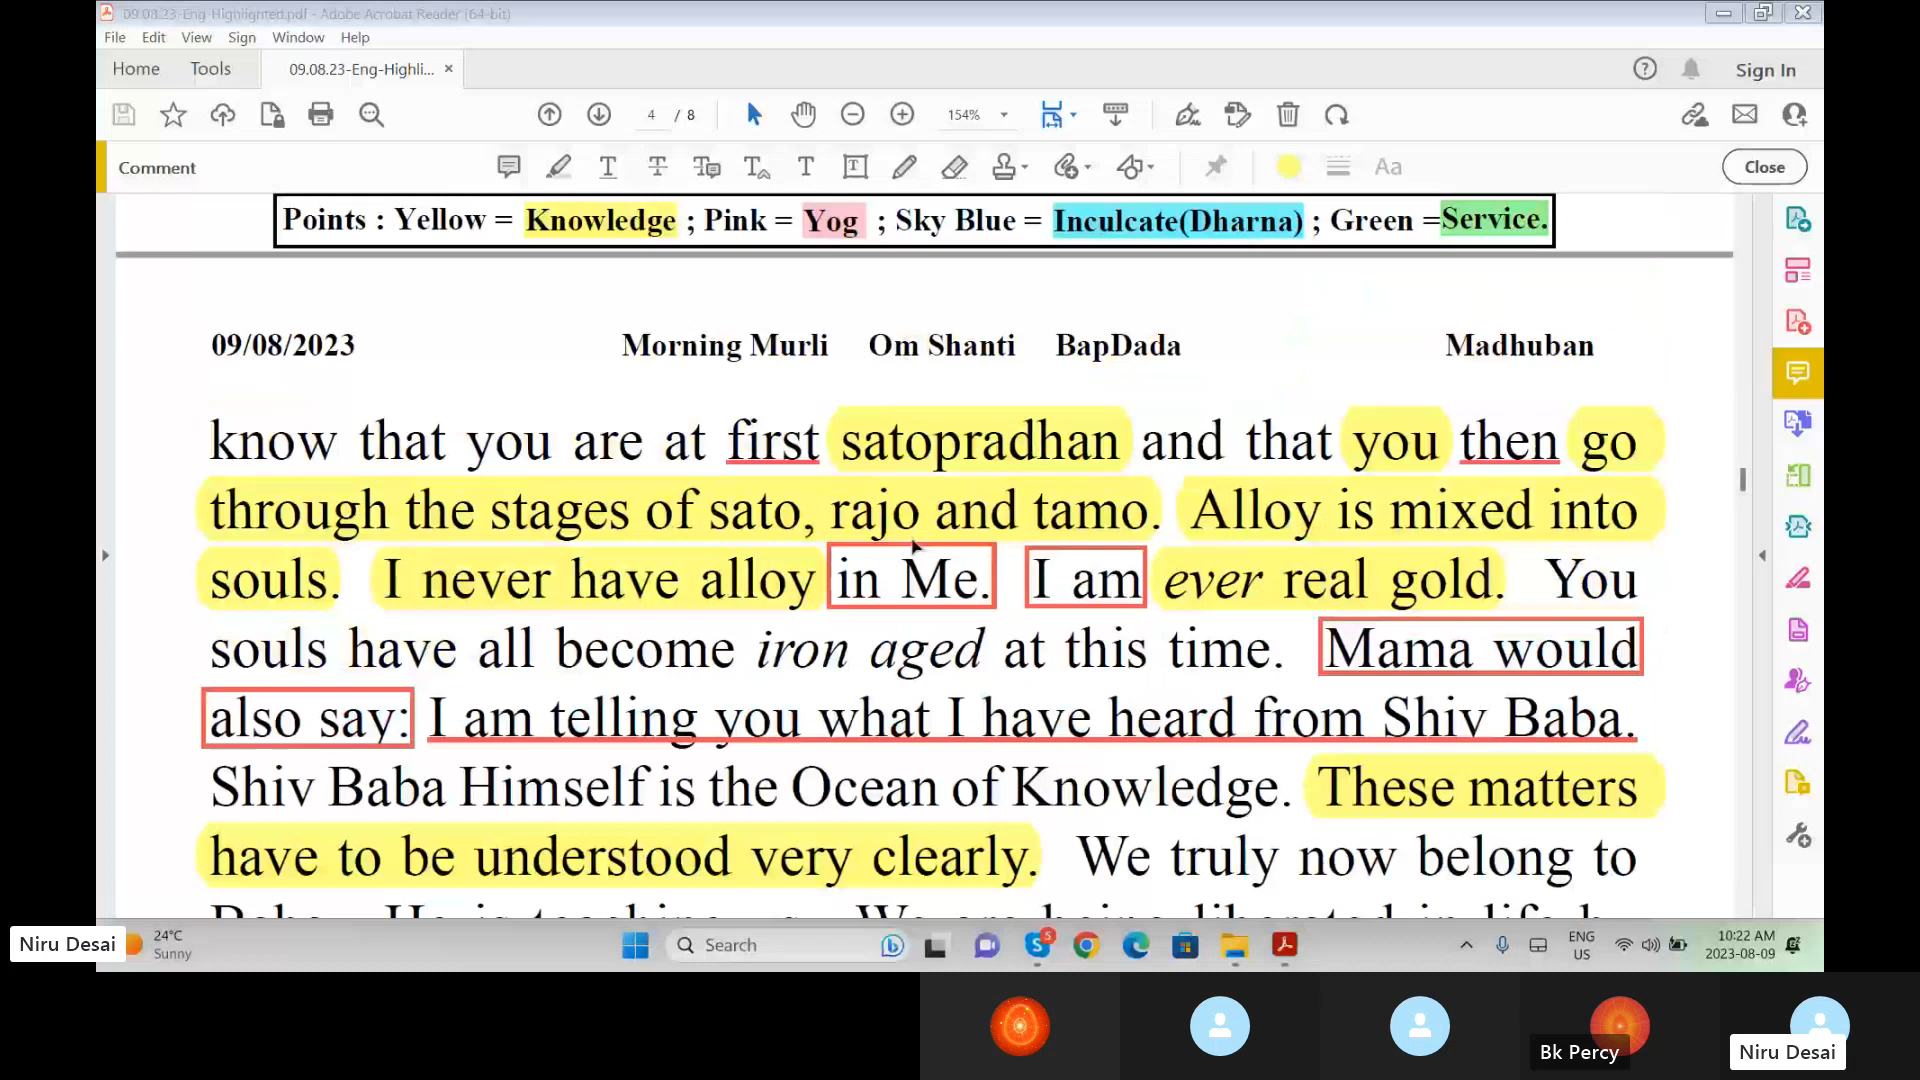 09.08.23-Eng-Highlighted.pdf - Adobe Acrobat Reader (64-bit)
File Edit View Sign Window Help
Home Tools 09.08.23-Eng-Highli... × Sign In
4 / 8 154%
Comment Aa Close
Points : Yellow = Knowledge ; Pink = Yog ; Sky Blue = Inculcate(Dharna) ; Green =Service.
09/08/2023 Morning Murli Om Shanti BapDada Madhuban
know that you are at first satopradhan and that you then go
through the stages of sato, rajo and tamo. Alloy is mixed into
souls. I never have alloy in Me. I am ever real gold. You
souls have all become iron aged at this time. Mama would
also say: I am telling you what I have heard from Shiv Baba.
Shiv Baba Himself is the Ocean of Knowledge. These matters
have to be understood very clearly. We truly now belong to
Niru Desai
24°C
Sunny
Search
5
ENG
US
10:22 AM
2023-08-09
Bk Percy
Niru Desai